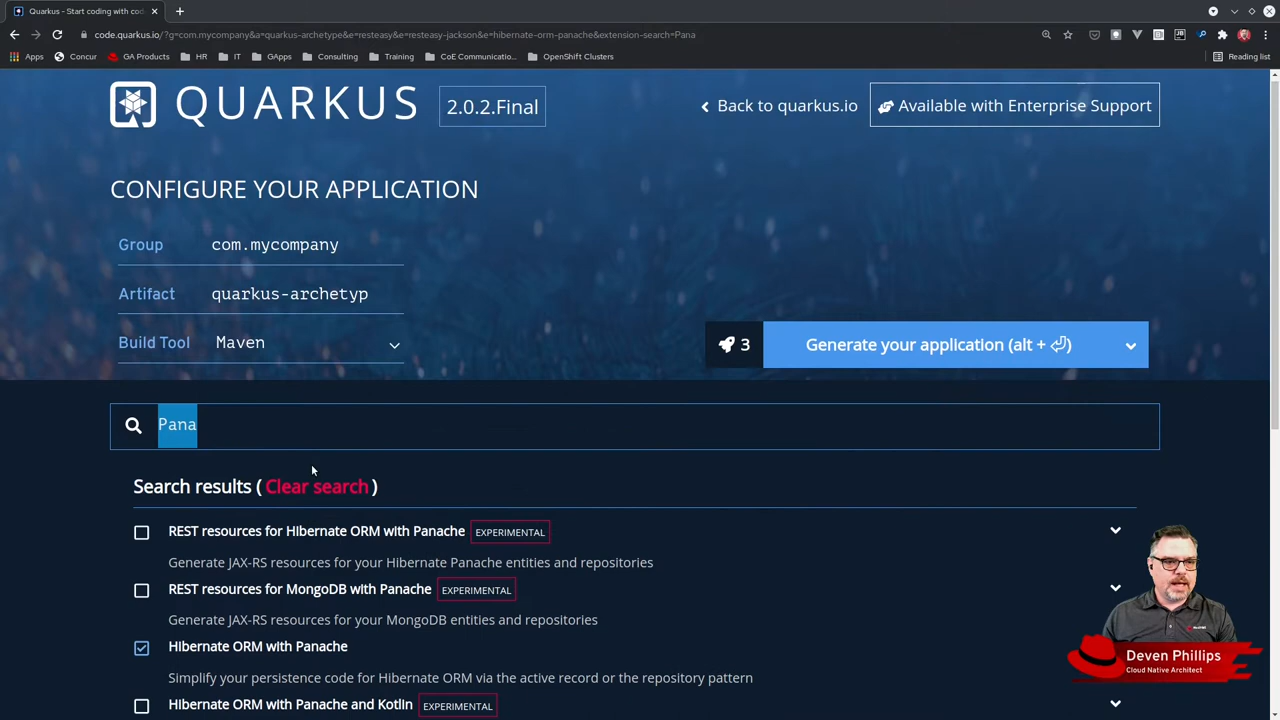 Quarkus - Start coding with cod
code.quarkus.io/?g=com.mycompany&a=quarkus-archetype&e=resteasy&e=resteasy-jackson&e=hibernate-orm-panache&extension-search=Pana
Apps Concur GA Products HR IT GApps Consulting Training CoE Communicatio... OpenShift Clusters Reading list
QUARKUS 2.0.2.Final Back to quarkus.io Available with Enterprise Support
CONFIGURE YOUR APPLICATION
Group com.mycompany
Artifact quarkus-archetyp
Build Tool Maven
3 Generate your application (alt + ⏎)
Pana
Search results ( Clear search )
REST resources for Hibernate ORM with Panache EXPERIMENTAL
Generate JAX-RS resources for your Hibernate Panache entities and repositories
REST resources for MongoDB with Panache EXPERIMENTAL
Generate JAX-RS resources for your MongoDB entities and repositories
Hibernate ORM with Panache
Simplify your persistence code for Hibernate ORM via the active record or the repository pattern
Hibernate ORM with Panache and Kotlin EXPERIMENTAL
Deven Phillips
Cloud Native Architect